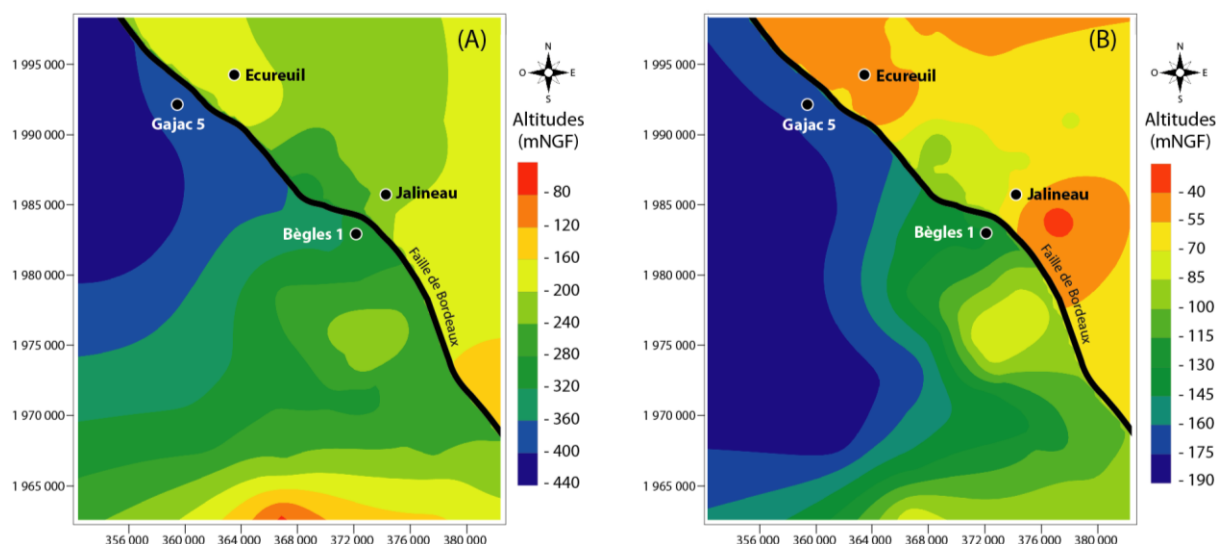 (A)
N
O
E
S
Altitudes
(mNGF)
- 80
- 120
- 160
- 200
- 240
- 280
- 320
- 360
- 400
- 440
1 995 000
1 990 000
1 985 000
1 980 000
1 975 000
1 970 000
1 965 000
Ecureuil
Gajac 5
Jalineau
Bègles 1
Faille de Bordeaux
356 000
360 000
364 000
368 000
372 000
376 000
380 000
(B)
N
O
E
S
Altitudes
(mNGF)
- 40
- 55
- 70
- 85
- 100
- 115
- 130
- 145
- 160
- 175
- 190
1 995 000
1 990 000
1 985 000
1 980 000
1 975 000
1 970 000
1 965 000
Ecureuil
Gajac 5
Jalineau
Bègles 1
Faille de Bordeaux
356 000
360 000
364 000
368 000
372 000
376 000
380 000